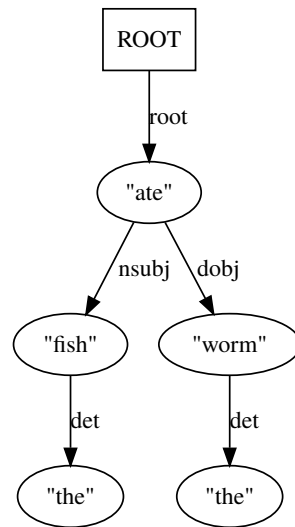 ROOT
root
"ate"
nsubj dobj
"fish" "worm"
det det
"the" "the"